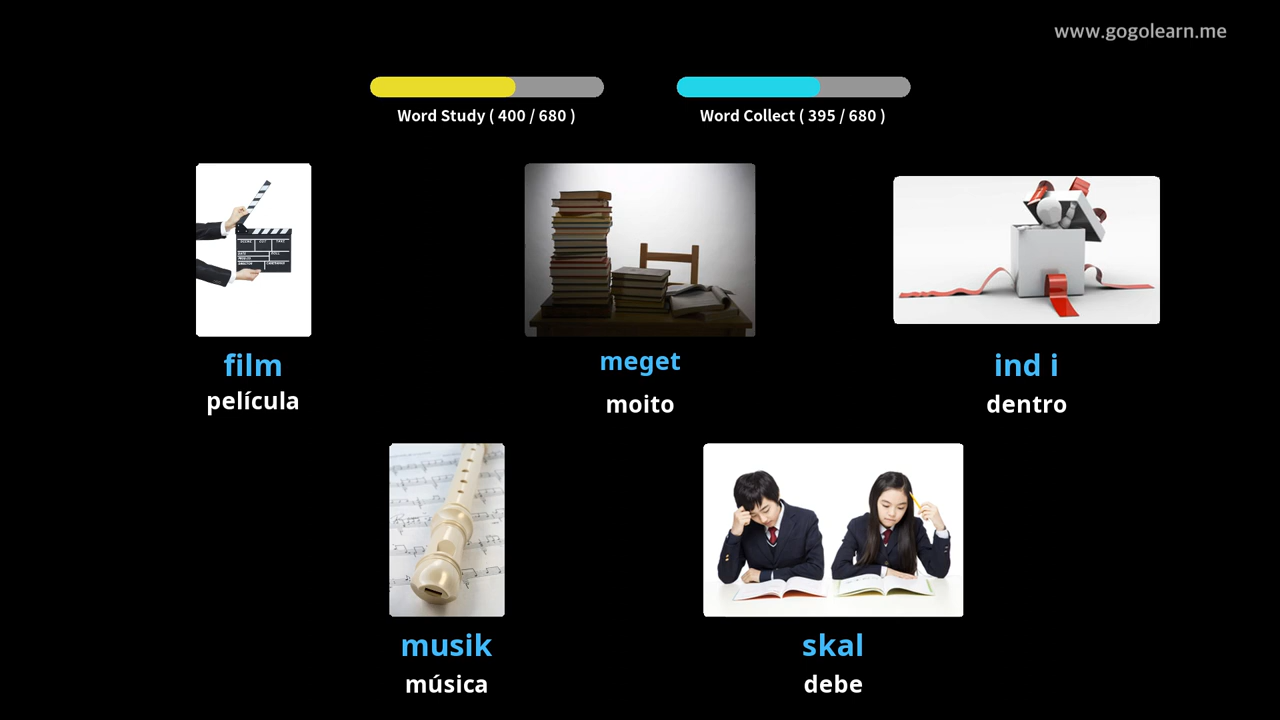 www.gogolearn.me
Word Study ( 400 / 680 )
Word Collect ( 395 / 680 )
film
película
meget
moito
ind i
dentro
musik
música
skal
debe